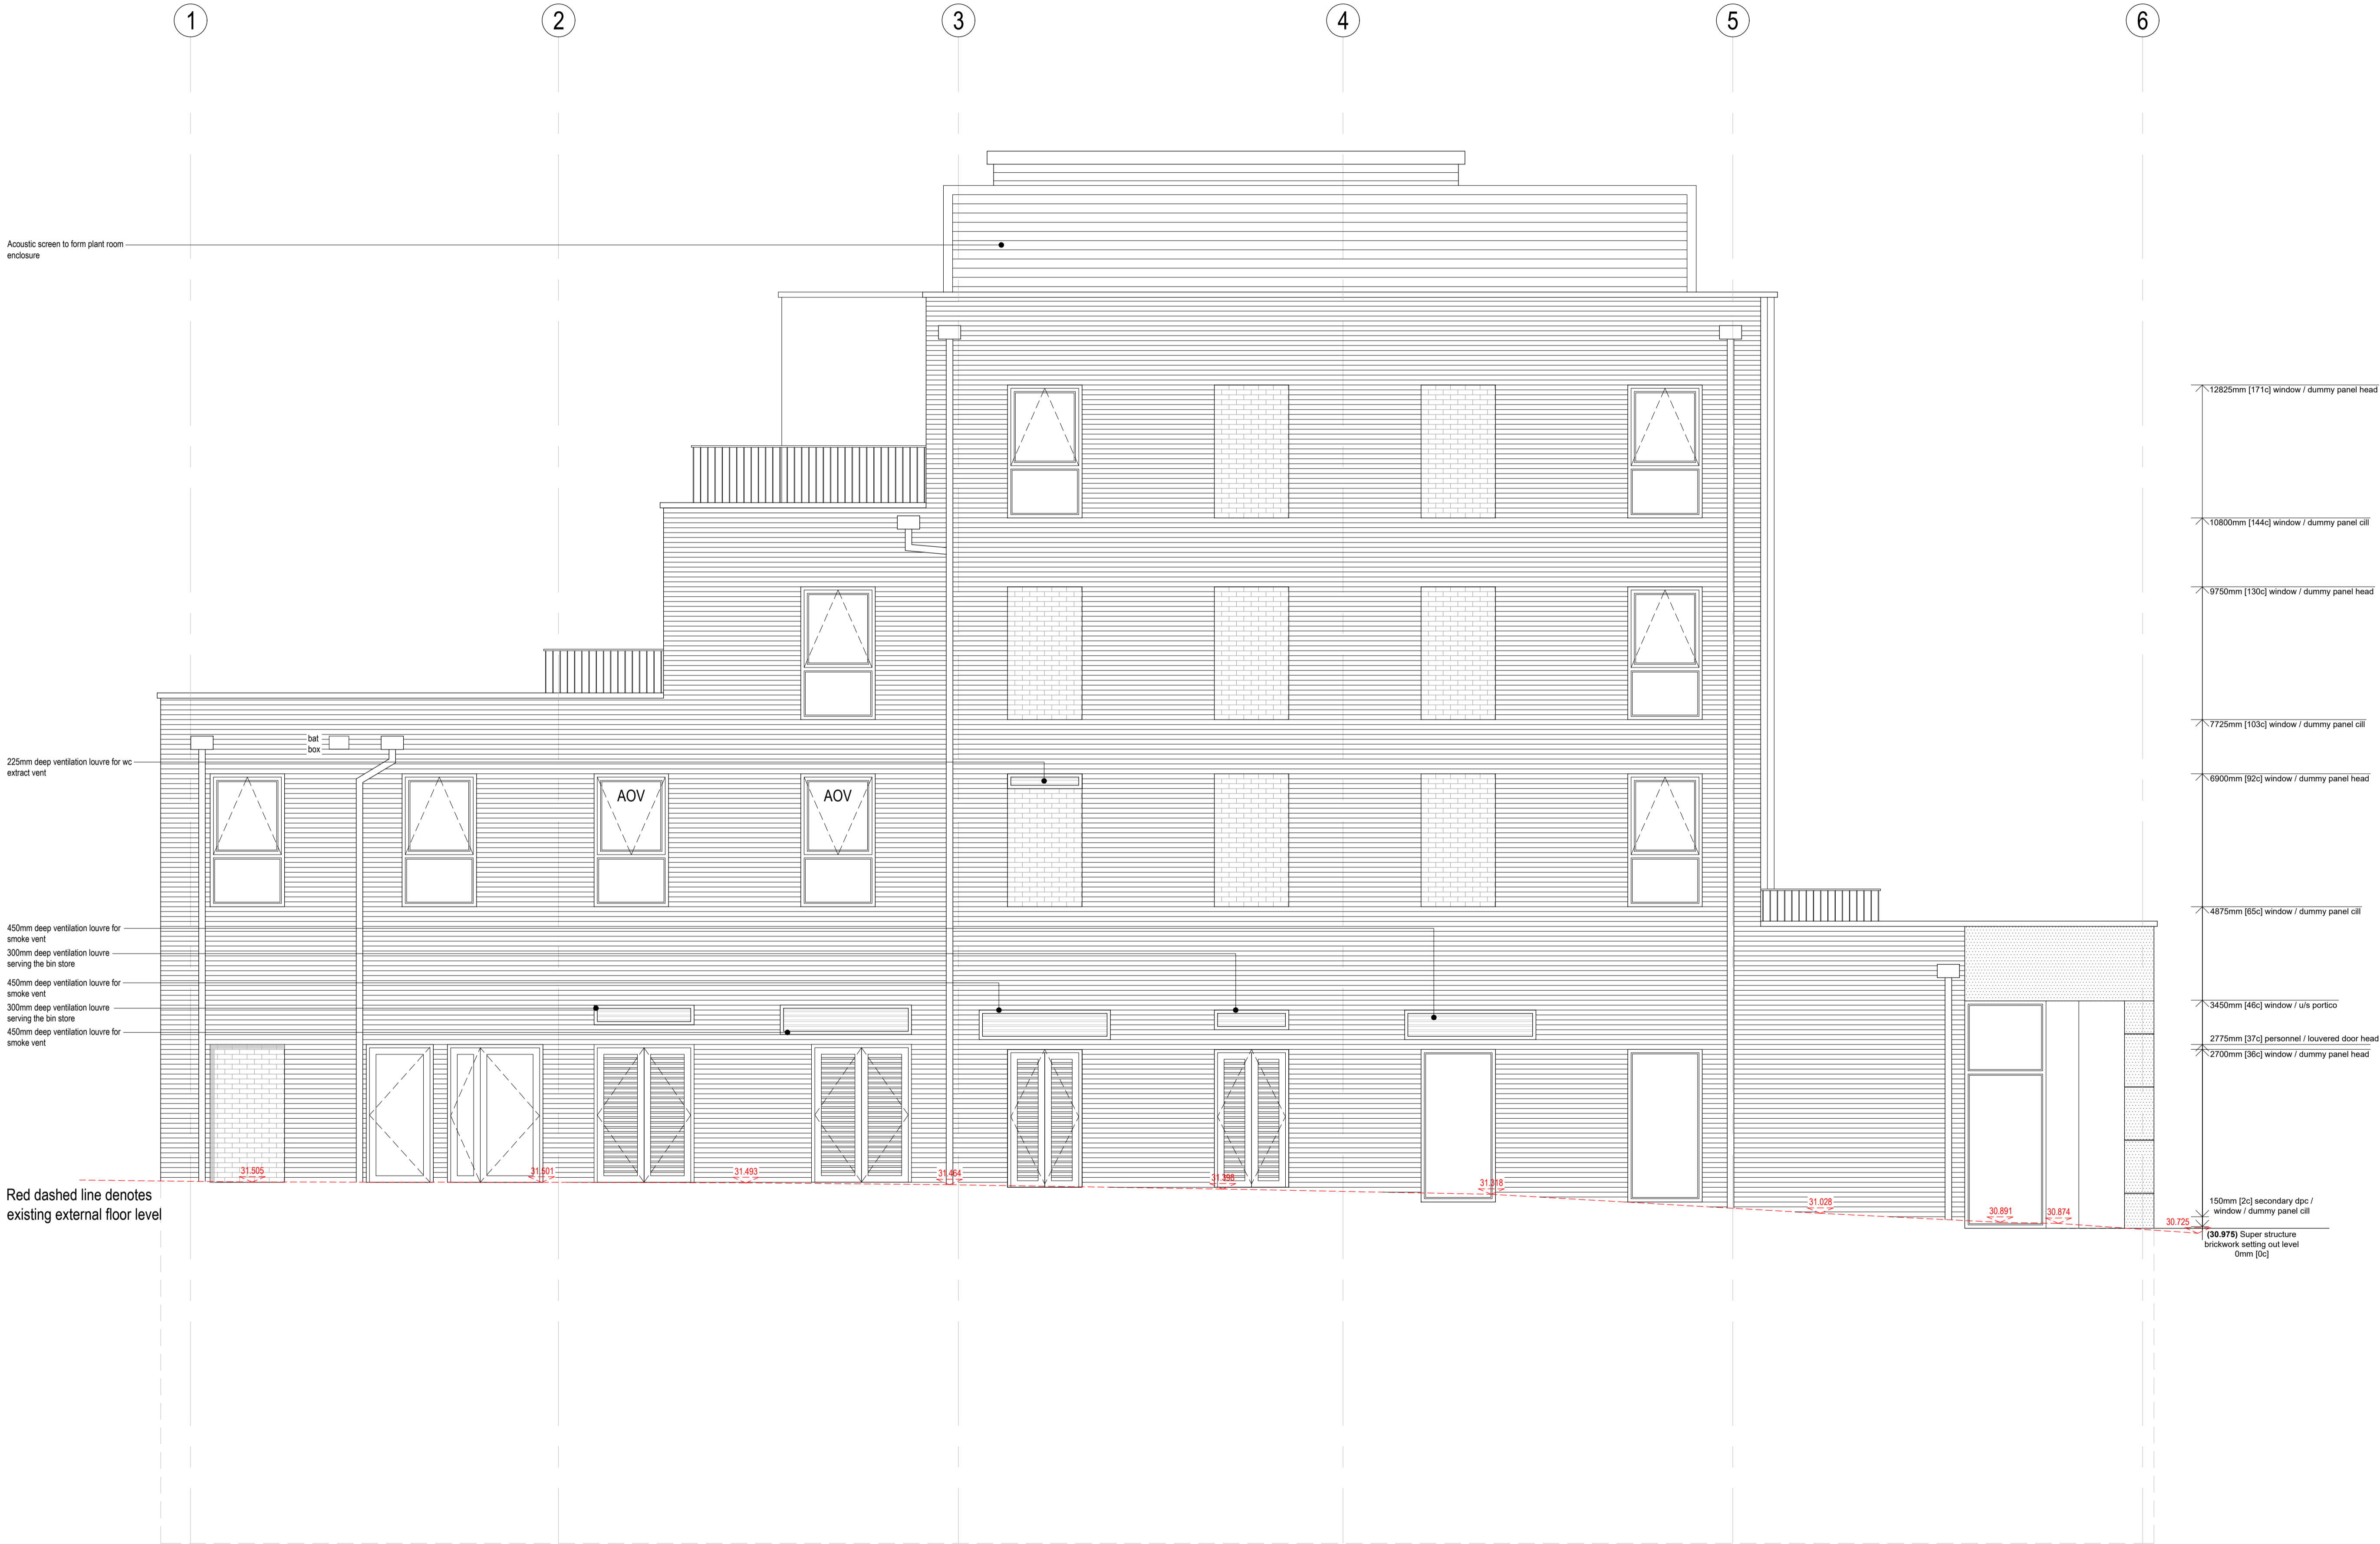 1
2
3
4
5
6
Acoustic screen to form plant room
enclosure
12825mm [171c] window / dummy panel head
10800mm [144c] window / dummy panel cill
9750mm [130c] window / dummy panel head
7725mm [103c] window / dummy panel cill
bat
box
225mm deep ventilation louvre for wc
extract vent
6900mm [92c] window / dummy panel head
AOV
AOV
4875mm [65c] window / dummy panel cill
450mm deep ventilation louvre for
smoke vent
300mm deep ventilation louvre
serving the bin store
450mm deep ventilation louvre for
smoke vent
300mm deep ventilation louvre
serving the bin store
450mm deep ventilation louvre for
smoke vent
3450mm [46c] window / u/s portico
2775mm [37c] personnel / louvered door head
2700mm [36c] window / dummy panel head
31.505
31.501
31.493
31.464
31.398
31.318
31.028
30.891
30.874
30.725
Red dashed line denotes
existing external floor level
150mm [2c] secondary dpc /
window / dummy panel cill
(30.975) Super structure
brickwork setting out level
0mm [0c]